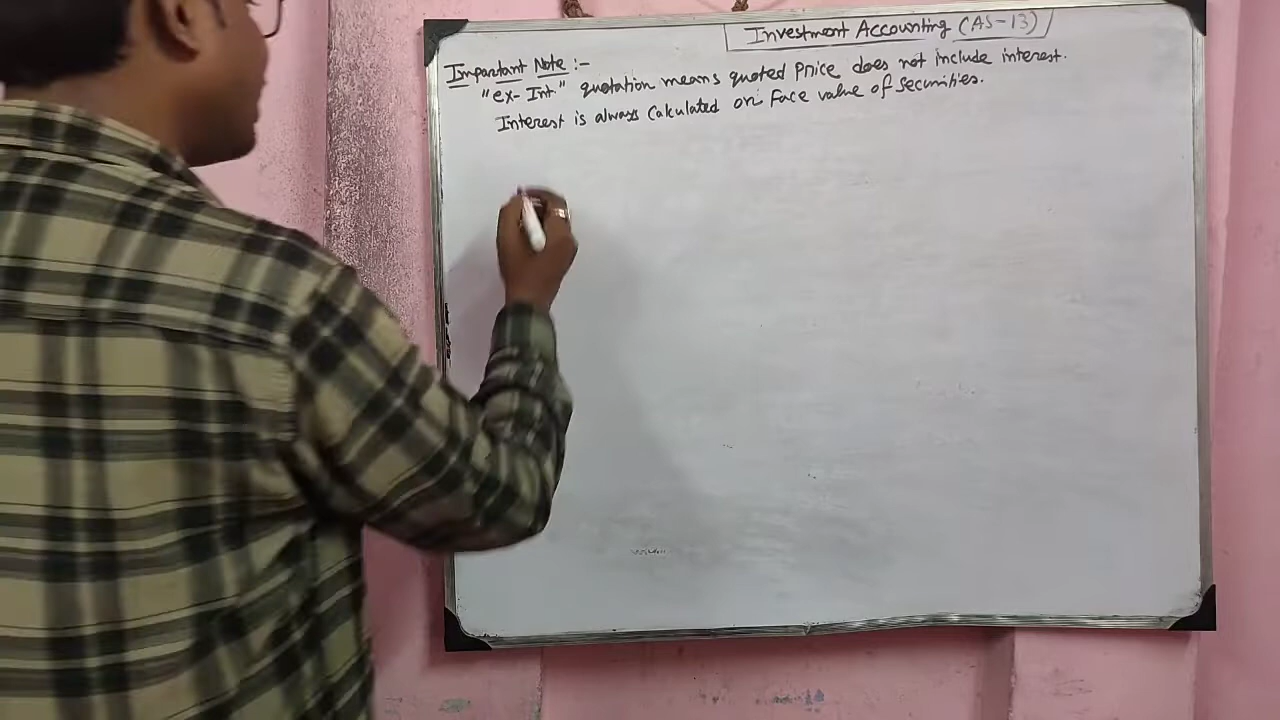 Investment Accounting (AS-13)
Important Note :-
"ex- Int." quotation means quoted price does not include interest.
Interest is always calculated on Face value of securities.